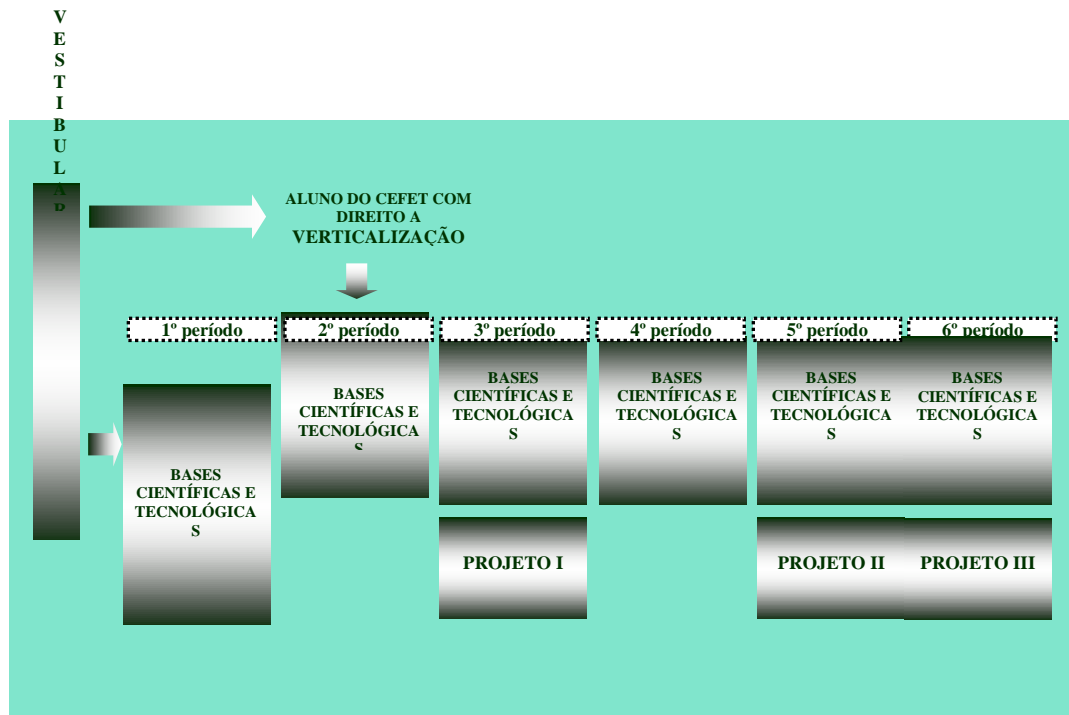 V
E
S
T
I
B
U
L
A
R
ALUNO DO CEFET COM
DIREITO A
VERTICALIZAÇÃO
1º período
2º período
3º período
4º período
5º período
6º período
BASES
CIENTÍFICAS E
TECNOLÓGICA
S
BASES
CIENTÍFICAS E
TECNOLÓGICA
S
BASES
CIENTÍFICAS E
TECNOLÓGICA
S
BASES
CIENTÍFICAS E
TECNOLÓGICA
S
BASES
CIENTÍFICAS E
TECNOLÓGICA
S
BASES
CIENTÍFICAS E
TECNOLÓGICA
S
PROJETO I
PROJETO II
PROJETO III